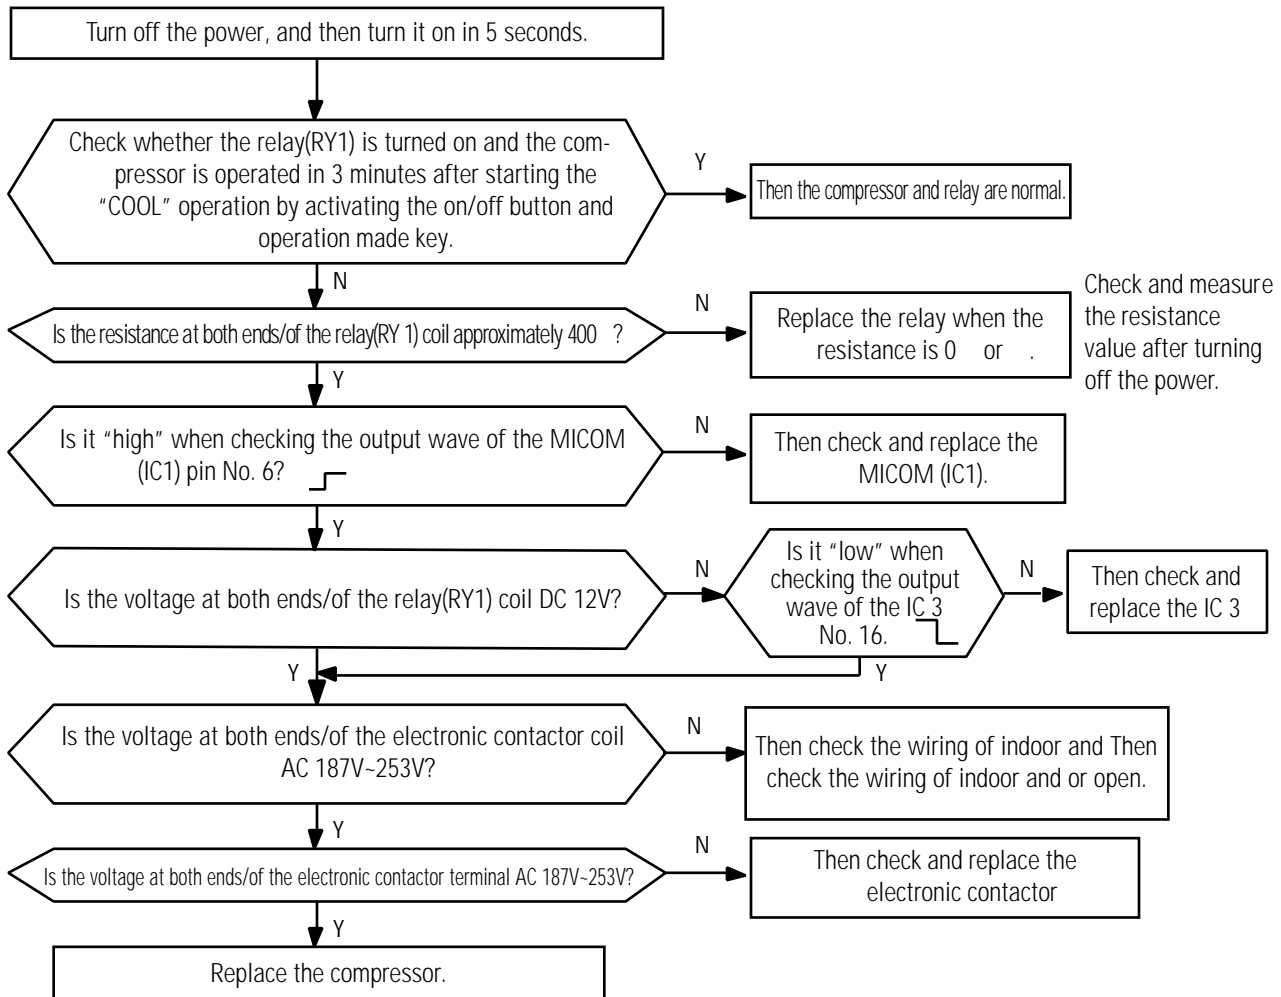 Turn off the power, and then turn it on in 5 seconds.
Check whether the relay(RY1) is turned on and the com-
pressor is operated in 3 minutes after starting the
“COOL” operation by activating the on/off button and
operation made key.
Y
Then the compressor and relay are normal.
N
Is the resistance at both ends/of the relay(RY 1) coil approximately 400 ?
N
Replace the relay when the
resistance is 0 or .
Check and measure
the resistance
value after turning
off the power.
Y
Is it “high” when checking the output wave of the MICOM
(IC1) pin No. 6?
N
Then check and replace the
MICOM (IC1).
Y
Is the voltage at both ends/of the relay(RY1) coil DC 12V?
N
Is it “low” when
checking the output
wave of the IC 3
No. 16.
N
Then check and
replace the IC 3
Y
Y
Is the voltage at both ends/of the electronic contactor coil
AC 187V~253V?
N
Then check the wiring of indoor and Then
check the wiring of indoor and or open.
Y
Is the voltage at both ends/of the electronic contactor terminal AC 187V~253V?
N
Then check and replace the
electronic contactor
Y
Replace the compressor.